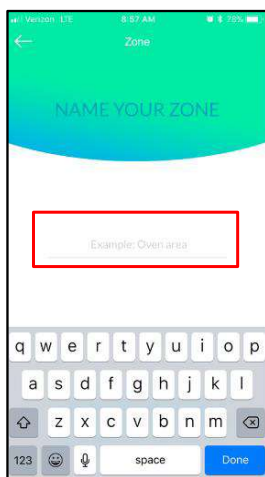 Verizon LTE 8:57 AM 78%
Zone
NAME YOUR ZONE
Example: Oven area
q w e r t y u i o p
a s d f g h j k l
z x c v b n m
123 space Done